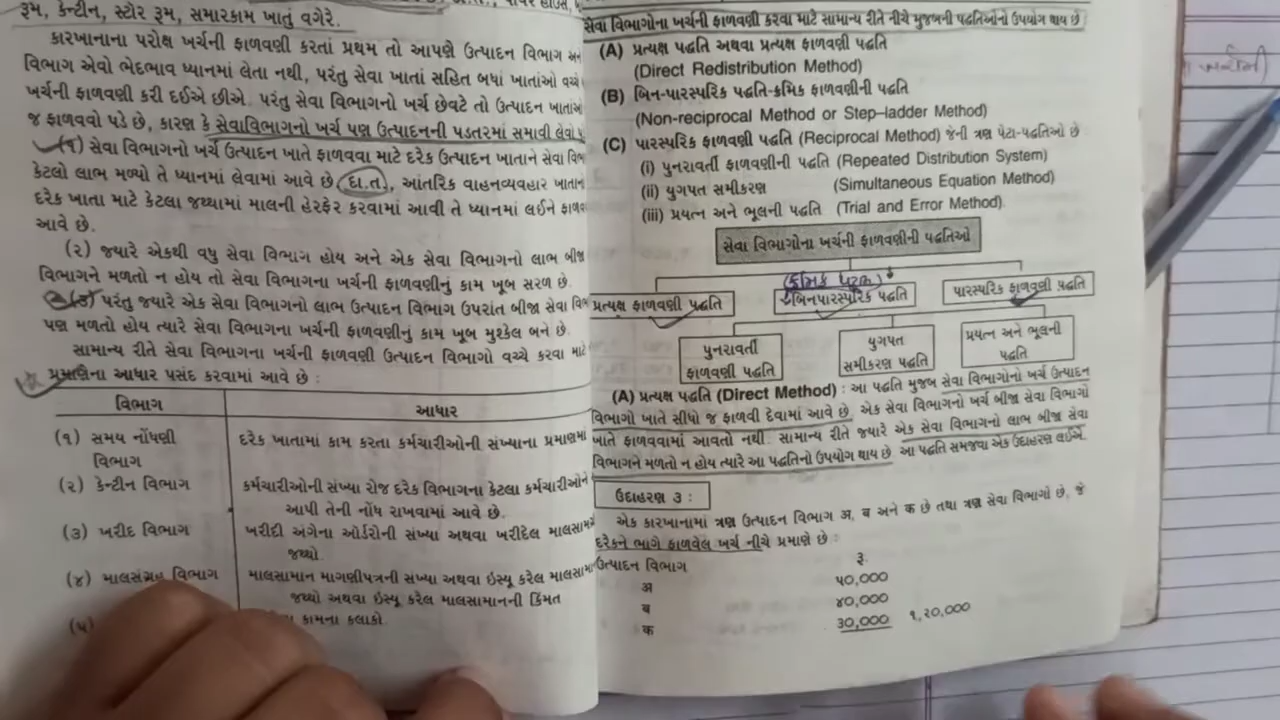 રૂમ, કેન્ટીન, સ્ટોર રૂમ, સમારકામ ખાતું વગેરે.
કારખાનાના પરોક્ષ ખર્ચની ફાળવણી કરતાં પ્રથમ તો આપણે ઉત્પાદન વિભાગ અને
વિભાગ એવો ભેદભાવ ધ્યાનમાં લેતા નથી, પરંતુ સેવા ખાતાં સહિત બધાં ખાતાંઓ વચ્ચે
ખર્ચની ફાળવણી કરી દઈએ છીએ. પરંતુ સેવા વિભાગનો ખર્ચ છેવટે તો ઉત્પાદન
જ ફાળવવો પડે છે, કારણ કે સેવાવિભાગનો ખર્ચ પણ ઉત્પાદનની પડતરમાં સમાવી લેવો
(૧) સેવા વિભાગનો ખર્ચ ઉત્પાદન ખાતે ફાળવવા માટે દરેક ઉત્પાદન ખાતાને સેવા
કેટલો લાભ મળ્યો તે ધ્યાનમાં લેવામાં આવે છે. દા.ત., આંતરિક વાહનવ્યવહાર
દરેક ખાતા માટે કેટલા જથ્થામાં માલની હેરફેર કરવામાં આવી તે ધ્યાનમાં લઈને
આવે છે.
(૨) જ્યારે એકથી વધુ સેવા વિભાગ હોય અને એક સેવા વિભાગનો લાભ બીજા
વિભાગને મળતો ન હોય તો સેવા વિભાગના ખર્ચની ફાળવણીનું કામ ખૂબ સરળ છે.
(૩) પરંતુ જ્યારે એક સેવા વિભાગનો લાભ ઉત્પાદન વિભાગ ઉપરાંત બીજા સેવા
પણ મળતો હોય ત્યારે સેવા વિભાગના ખર્ચની ફાળવણીનું કામ ખૂબ મુશ્કેલ બને છે.
સામાન્ય રીતે સેવા વિભાગના ખર્ચની ફાળવણી ઉત્પાદન વિભાગો વચ્ચે કરવા માટે
પ્રમાણેના આધાર પસંદ કરવામાં આવે છે :
વિભાગ આધાર
(૧) સમય નોંધણી દરેક ખાતામાં કામ કરતા કર્મચારીઓની સંખ્યાના પ્રમાણમાં
વિભાગ
(૨) કેન્ટીન વિભાગ કર્મચારીઓની સંખ્યા રોજ દરેક વિભાગના કેટલા કર્મચારીઓને
આપી તેની નોંધ રાખવામાં આવે છે.
(૩) ખરીદ વિભાગ ખરીદી અંગેના ઑર્ડરોની સંખ્યા અથવા ખરીદેલ
જથ્થો.
(૪) માલસંગ્રહ વિભાગ માલસામાન માગણીપત્રની સંખ્યા અથવા ઇસ્યૂ કરેલ
જથ્થો અથવા ઇસ્યૂ કરેલ માલસામાનની કિંમત
(૫) કામના કલાકો
સેવા વિભાગોના ખર્ચની ફાળવણી કરવા માટે સામાન્ય રીતે નીચે મુજબની પદ્ધતિઓનો ઉપયોગ થાય છે
(A) પ્રત્યક્ષ પદ્ધતિ અથવા પ્રત્યક્ષ ફાળવણી પદ્ધતિ
(Direct Redistribution Method)
(B) બિન-પારસ્પરિક પદ્ધતિ-ક્રમિક ફાળવણીની પદ્ધતિ
(Non-reciprocal Method or Step–ladder Method)
(C) પારસ્પરિક ફાળવણી પદ્ધતિ (Reciprocal Method) જેની ત્રણ પેટા-પદ્ધતિઓ છે
(i) પુનરાવર્તી ફાળવણીની પદ્ધતિ (Repeated Distribution System)
(ii) યુગપત સમીકરણ (Simultaneous Equation Method)
(iii) પ્રયત્ન અને ભૂલની પદ્ધતિ (Trial and Error Method)
સેવા વિભાગોના ખર્ચની ફાળવણીની પદ્ધતિઓ
પ્રત્યક્ષ ફાળવણી પદ્ધતિ બિનપારસ્પરિક પદ્ધતિ પારસ્પરિક ફાળવણી પદ્ધતિ
પુનરાવર્તી ફાળવણી પદ્ધતિ
યુગપત સમીકરણ પદ્ધતિ
પ્રયત્ન અને ભૂલની પદ્ધતિ
(A) પ્રત્યક્ષ પદ્ધતિ (Direct Method) : આ પદ્ધતિ મુજબ સેવા વિભાગોનો ખર્ચ ઉત્પાદન
વિભાગો ખાતે સીધો જ ફાળવી દેવામાં આવે છે. એક સેવા વિભાગનો ખર્ચ બીજા સેવા વિભાગો
ખાતે ફાળવવામાં આવતો નથી. સામાન્ય રીતે જ્યારે એક સેવા વિભાગનો લાભ બીજા સેવા
વિભાગને મળતો ન હોય ત્યારે આ પદ્ધતિનો ઉપયોગ થાય છે. આ પદ્ધતિ સમજવા એક ઉદાહરણ લઈએ.
ઉદાહરણ ૩ :
એક કારખાનામાં ત્રણ ઉત્પાદન વિભાગ अ, ब અને क છે તથા ત્રણ સેવા વિભાગો છે, જે
દરેકને ભાગે ફાળવેલ ખર્ચ નીચે પ્રમાણે છે :
ઉત્પાદન વિભાગ રૂ.
अ ૫૦,૦૦૦
ब ૪૦,૦૦૦
क ૩૦,૦૦૦ ૧,૨૦,૦૦૦